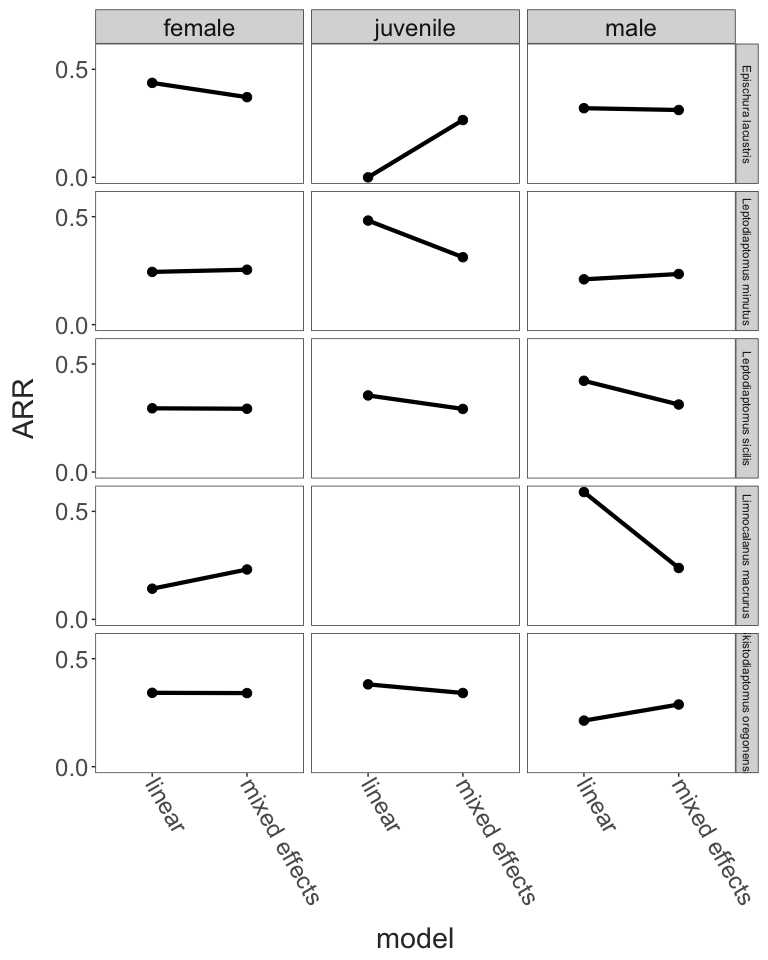 female juvenile male
0.5
0.0
Epischura lacustris
0.5
0.0
Leptodiaptomus minutus
0.5
0.0
Leptodiaptomus sicilis
0.5
0.0
Limnocalanus macrurus
0.5
0.0
kistodiaptomus oregonens
ARR
linear mixed effects linear mixed effects linear mixed effects
model